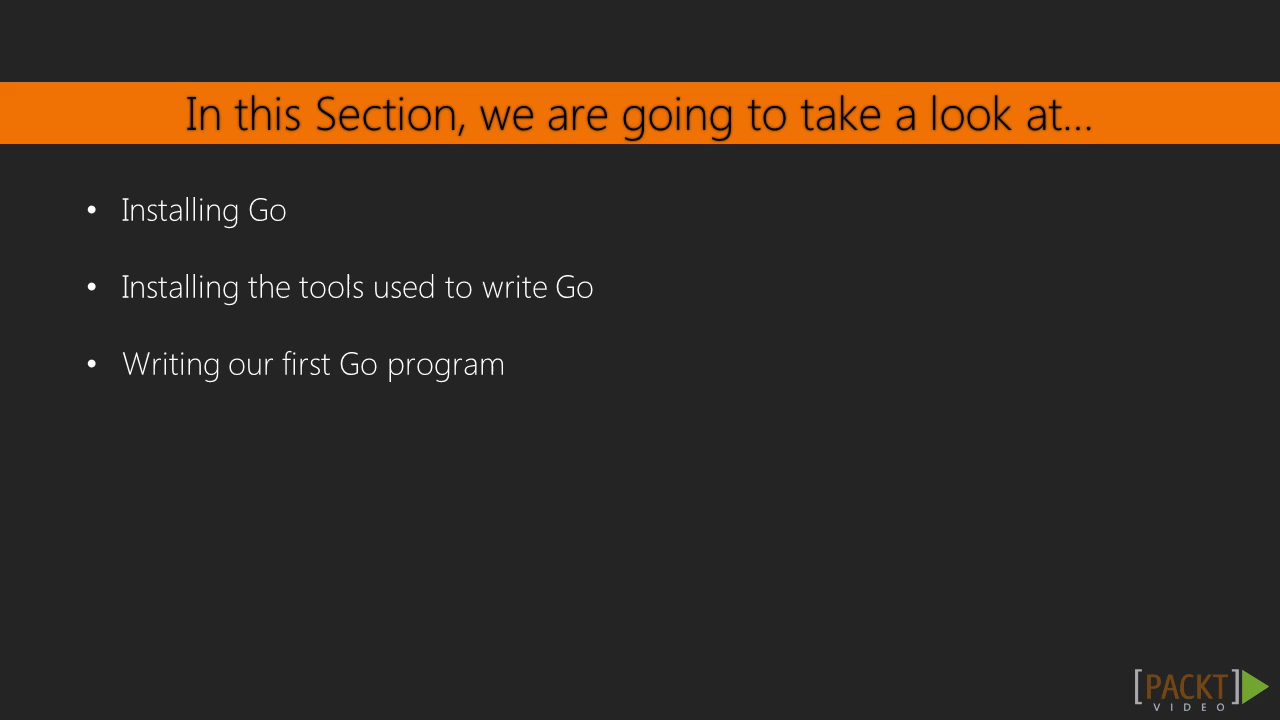 In this Section, we are going to take a look at...
• Installing Go
• Installing the tools used to write Go
• Writing our first Go program
[PACKT]
VIDEO